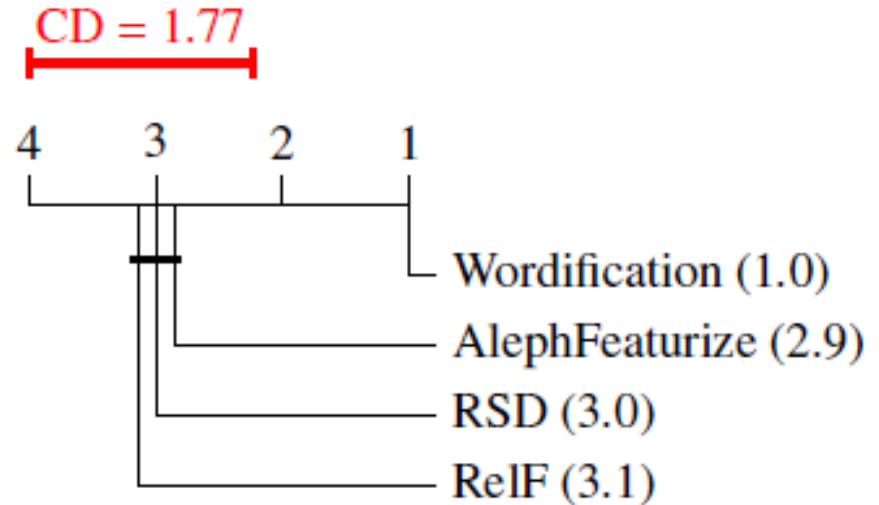 CD = 1.77
4 3 2 1
Wordification (1.0)
AlephFeaturize (2.9)
RSD (3.0)
RelF (3.1)